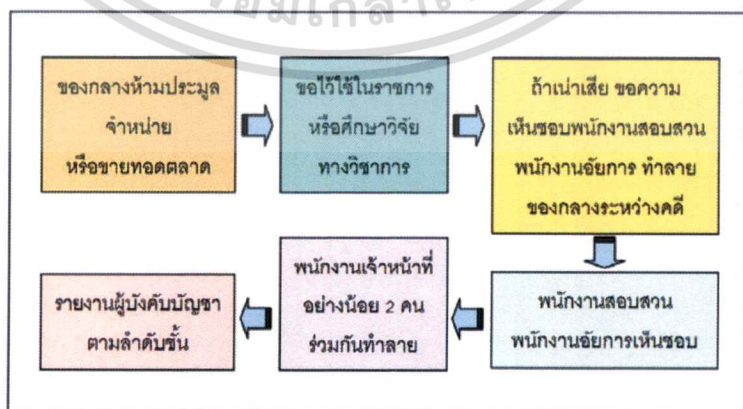 ของกลางห้ามประมูล
จำหน่าย
หรือขายทอดตลาด
ขอไว้ใช้ในราชการ
หรือศึกษาวิจัย
ทางวิชาการ
ถ้าเน่าเสีย ขอความ
เห็นชอบพนักงานสอบสวน
พนักงานอัยการ ทำลาย
ของกลางระหว่างคดี
พนักงานสอบสวน
พนักงานอัยการเห็นชอบ
พนักงานเจ้าหน้าที่
อย่างน้อย 2 คน
ร่วมกันทำลาย
รายงานผู้บังคับบัญชา
ตามลำดับชั้น